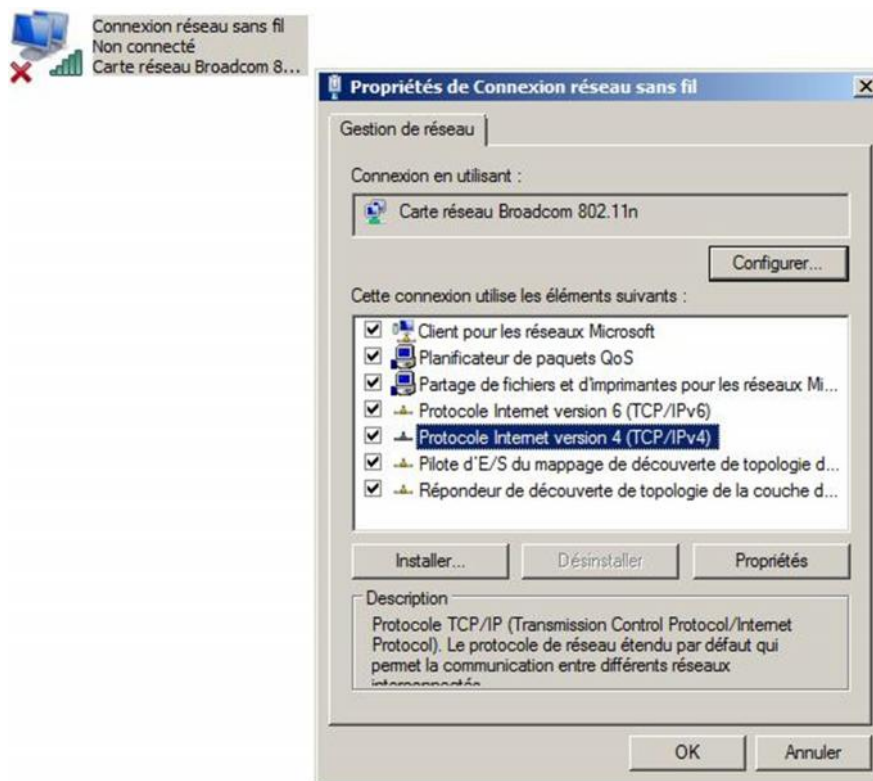 Connexion réseau sans fil
Non connecté
Carte réseau Broadcom 8...
Propriétés de Connexion réseau sans fil
Gestion de réseau
Connexion en utilisant :
Carte réseau Broadcom 802.11n
Configurer...
Cette connexion utilise les éléments suivants :
Client pour les réseaux Microsoft
Planificateur de paquets QoS
Partage de fichiers et d'imprimantes pour les réseaux Mi...
Protocole Internet version 6 (TCP/IPv6)
Protocole Internet version 4 (TCP/IPv4)
Pilote d'E/S du mappage de découverte de topologie d...
Répondeur de découverte de topologie de la couche d...
Installer...
Désinstaller
Propriétés
Description
Protocole TCP/IP (Transmission Control Protocol/Internet
Protocol). Le protocole de réseau étendu par défaut qui
permet la communication entre différents réseaux
interconnectés
OK
Annuler